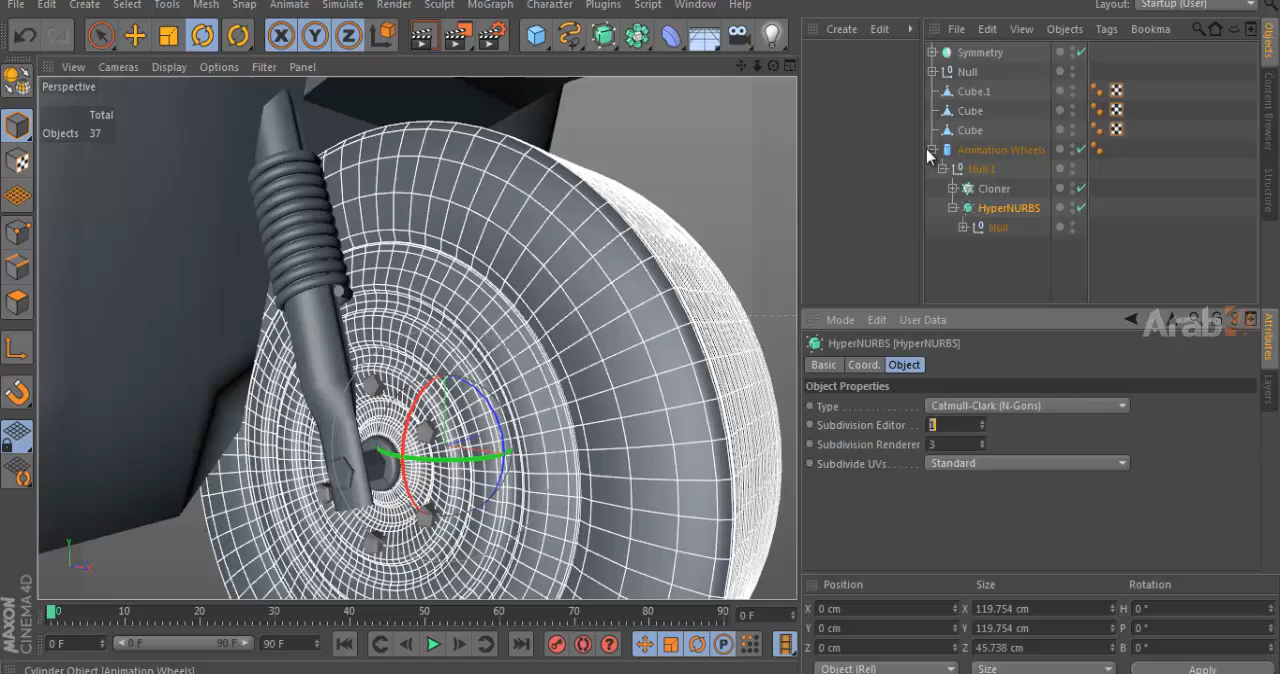 File Edit Create Select Tools Mesh Snap Animate Simulate Render Sculpt MoGraph Character Plugins Script Window Help
Layout: Startup (User)
X Y Z
Create Edit
File Edit View Objects Tags Bookma
View Cameras Display Options Filter Panel
Perspective
Total
Objects 37
Symmetry
Null
Cube.1
Cube
Cube
Animation Wheels
Null.1
Cloner
HyperNURBS
Null
Objects
Content Browser
Structure
Mode Edit User Data
Arab
HyperNURBS [HyperNURBS]
Basic Coord. Object
Object Properties
Type Catmull-Clark (N-Gons)
Subdivision Editor 1
Subdivision Renderer 3
Subdivide UVs Standard
Attributes
Layers
0 10 20 30 40 50 60 70 80 90 0 F
0 F 0 F 90 F 90 F
Position Size Rotation
X 0 cm X 119.754 cm H 0 °
Y 0 cm Y 119.754 cm P 0 °
Z 0 cm Z 45.738 cm B 0 °
Object (Rel) Size Apply
MAXON
CINEMA 4D
Cylinder Object [Animation Wheels]